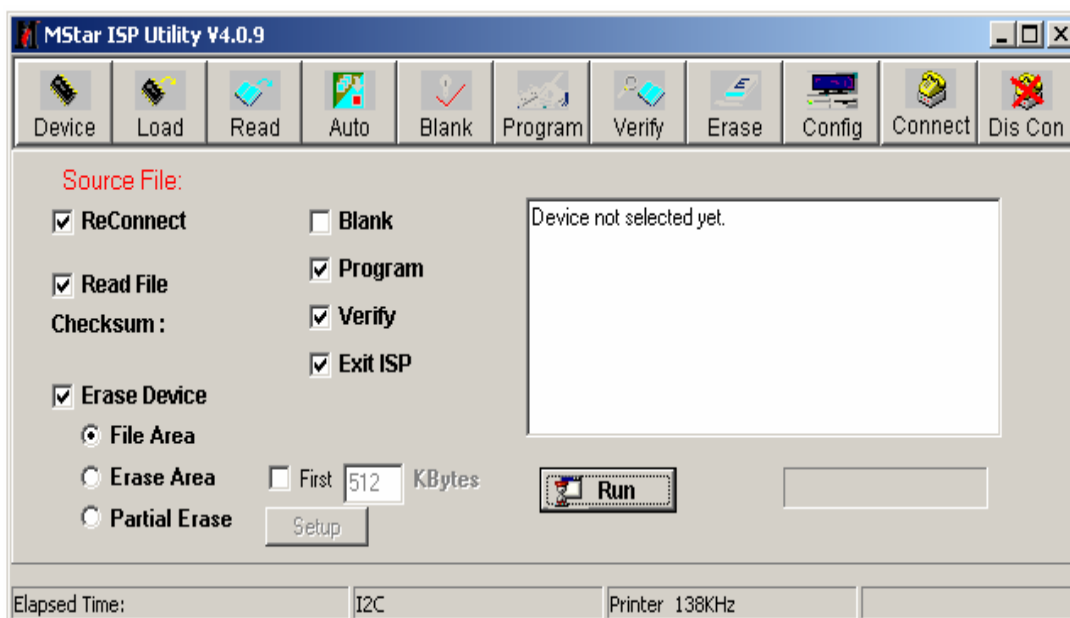 MStar ISP Utility V4.0.9
Device Load Read Auto Blank Program Verify Erase Config Connect Dis Con
Source File:
ReConnect
Blank
Device not selected yet.
Read File
Program
Checksum :
Verify
Exit ISP
Erase Device
File Area
Erase Area
First 512 KBytes
Run
Partial Erase
Setup
Elapsed Time:
I2C
Printer 138KHz